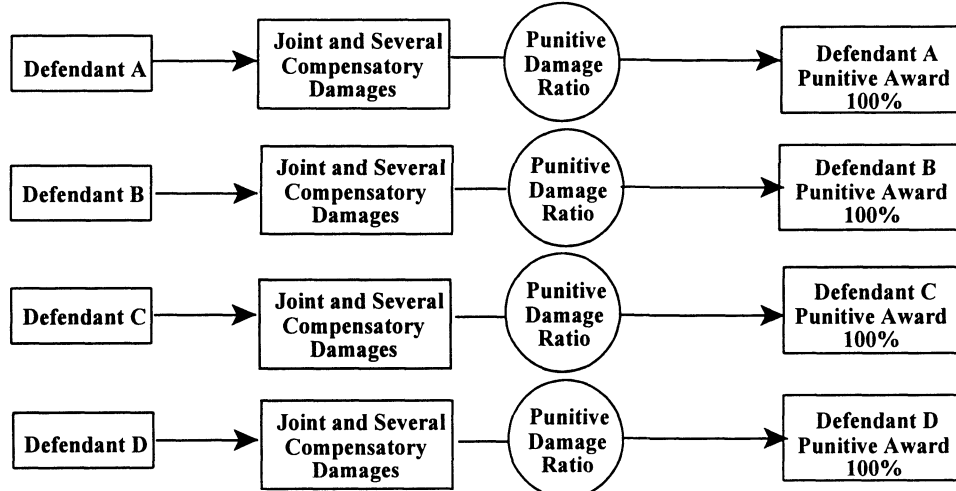 Defendant A
Joint and Several
Compensatory
Damages
Punitive
Damage
Ratio
Defendant A
Punitive Award
100%
Defendant B
Joint and Several
Compensatory
Damages
Punitive
Damage
Ratio
Defendant B
Punitive Award
100%
Defendant C
Joint and Several
Compensatory
Damages
Punitive
Damage
Ratio
Defendant C
Punitive Award
100%
Defendant D
Joint and Several
Compensatory
Damages
Punitive
Damage
Ratio
Defendant D
Punitive Award
100%